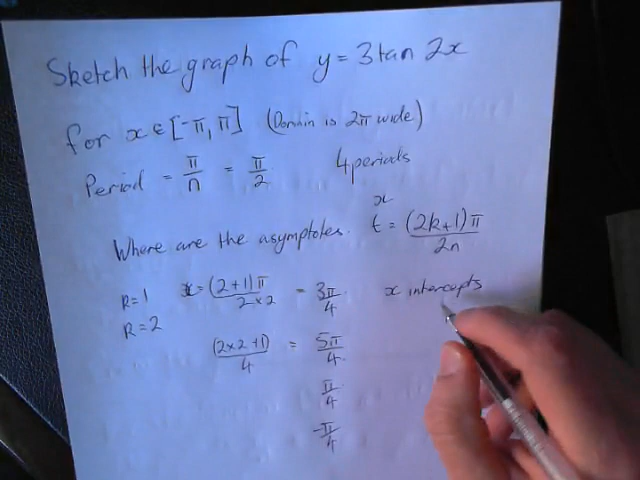 Sketch the graph of y = 3 tan 2x
for x ∈ [-π, π] (Domain is 2π wide)
Period = π/n = π/2 4 periods
Where are the asymptotes. x t = (2k+1)π/2n
R=1 x = (2+1)π/2×2 = 3π/4 x intercepts
R=2
(2×2+1)/4 = 5π/4
π/4
-π/4